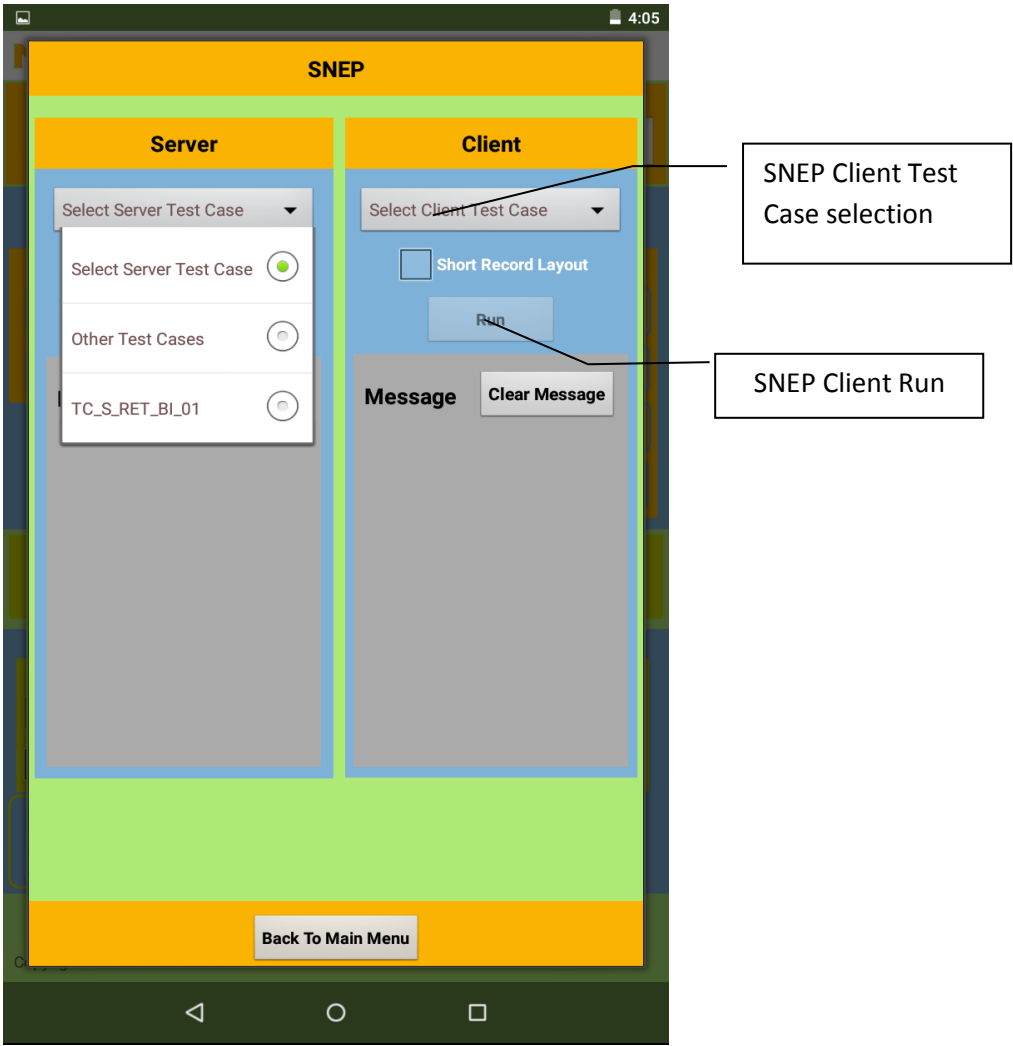 4:05
SNEP
Server
Client
Select Server Test Case
Select Client Test Case
Select Server Test Case
Short Record Layout
Other Test Cases
Run
TC_S_RET_BI_01
Message
Clear Message
Back To Main Menu
SNEP Client Test
Case selection
SNEP Client Run